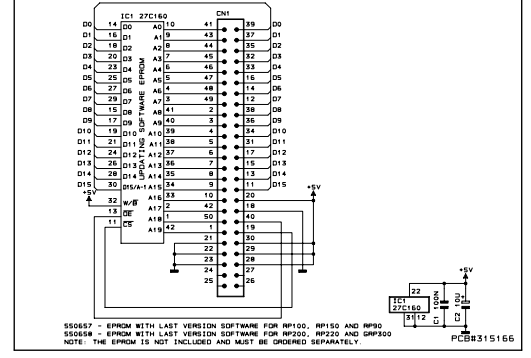 IC1 27C160 CN1
D0 14 D0 A0 10 41 39 D0
D1 16 D1 A1 9 43 37 D1
D2 18 D2 A2 8 44 35 D2
D3 20 D3 A3 7 45 32 D3
D4 23 D4 A4 6 46 33 D4
D5 25 D5 A5 5 47 16 D5
D6 27 D6 A6 4 48 14 D6
D7 29 D7 A7 3 49 12 D7
D8 15 D8 A8 41 2 38 D8
D9 17 D9 A9 40 3 36 D9
D10 19 D10 A10 39 4 34 D10
D11 21 D11 A11 38 5 31 D11
D12 24 D12 A12 37 6 17 D12
D13 26 D13 A13 36 7 15 D13
D14 28 D14 A14 35 8 13 D14
D15 30 D15/A-1 A15 34 9 11 D15
UPDATING SOFTWARE EPROM
+5V 32 W/B A16 33 10 20 +5V
13 OE A17 2 42 18
A18 1 50 40
11 CS A19 42 1 19
21 30
22 29
23 28
24 27
25 26
+5V
22
IC1
27C160
31 12
C1 100N
C2 10U +
S50657 - EPROM WITH LAST VERSION SOFTWARE FOR RP100, RP150 AND RP90
S50658 - EPROM WITH LAST VERSION SOFTWARE FOR RP200, RP220 AND GRP300
NOTE: THE EPROM IS NOT INCLUDED AND MUST BE ORDERED SEPARATELY.
PCB#315166